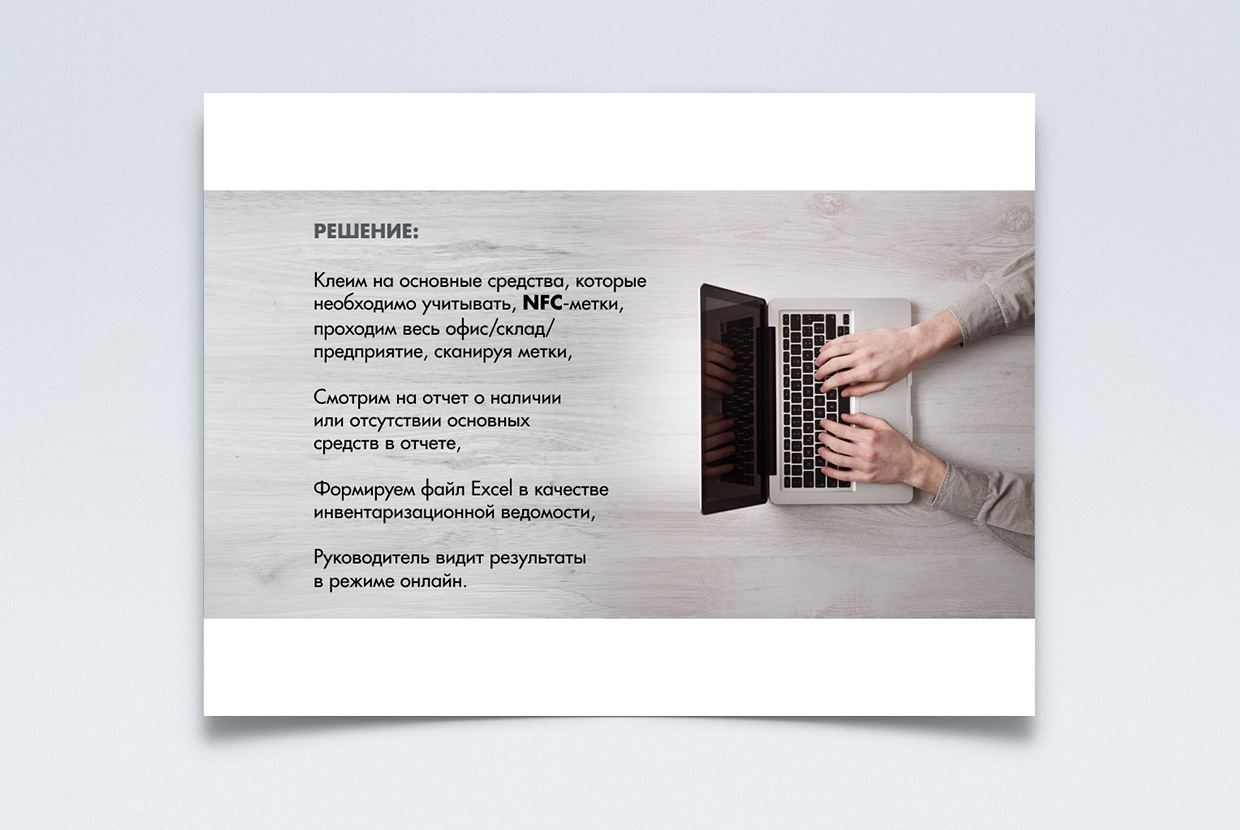 РЕШЕНИЕ:
Клеим на основные средства, которые
необходимо учитывать, NFC-метки,
проходим весь офис/склад/
предприятие, сканируя метки,
Смотрим на отчет о наличии
или отсутствии основных
средств в отчете,
Формируем файл Excel в качестве
инвентаризационной ведомости,
Руководитель видит результаты
в режиме онлайн.